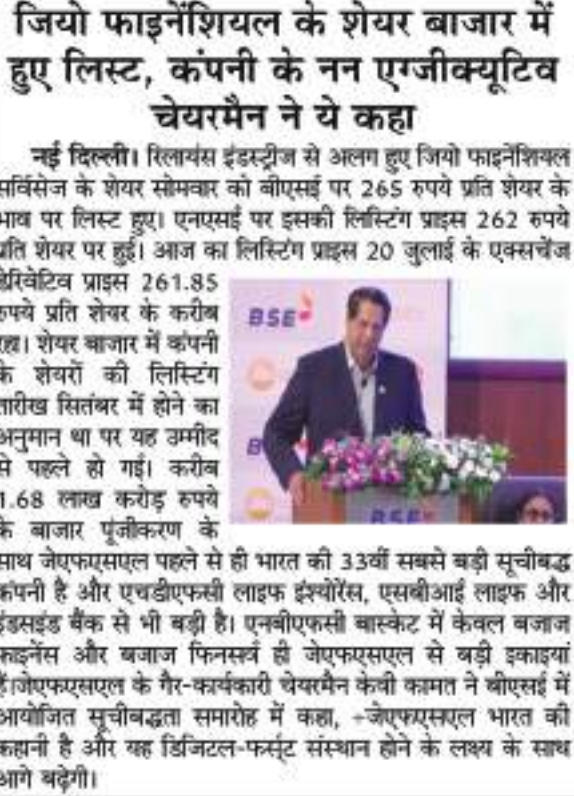 जियो फाइनेंशियल के शेयर बाजार में
हुए लिस्ट, कंपनी के नन एग्जीक्यूटिव
चेयरमैन ने ये कहा
नई दिल्ली। रिलायंस इंडस्ट्रीज से अलग हुए जियो फाइनेंशियल
सर्विसेज के शेयर सोमवार को बीएसई पर 265 रुपये प्रति शेयर के
भाव पर लिस्ट हुए। एनएसई पर इसकी लिस्टिंग प्राइस 262 रुपये
प्रति शेयर पर हुई। आज का लिस्टिंग प्राइस 20 जुलाई के एक्सचेंज
डेरिवेटिव प्राइस 261.85
रुपये प्रति शेयर के करीब
रहा। शेयर बाजार में कंपनी
के शेयरों की लिस्टिंग
तारीख सितंबर में होने का
अनुमान था पर यह उम्मीद
से पहले हो गई। करीब
1.68 लाख करोड़ रुपये
के बाजार पूंजीकरण के
साथ जेएफएसएल पहले से ही भारत की 33वीं सबसे बड़ी सूचीबद्ध
कंपनी है और एचडीएफसी लाइफ इंश्योरेंस, एसबीआई लाइफ और
इंडसइंड बैंक से भी बड़ी है। एनबीएफसी बास्केट में केवल बजाज
फाइनेंस और बजाज फिनसर्व ही जेएफएसएल से बड़ी इकाइयां
हैं।जेएफएसएल के गैर-कार्यकारी चेयरमैन केवी कामत ने बीएसई में
आयोजित सूचीबद्धता समारोह में कहा, ÷जेएफएसएल भारत की
कहानी है और यह डिजिटल-फर्स्ट संस्थान होने के लक्ष्य के साथ
आगे बढ़ेगी।
BSE
B
BSE